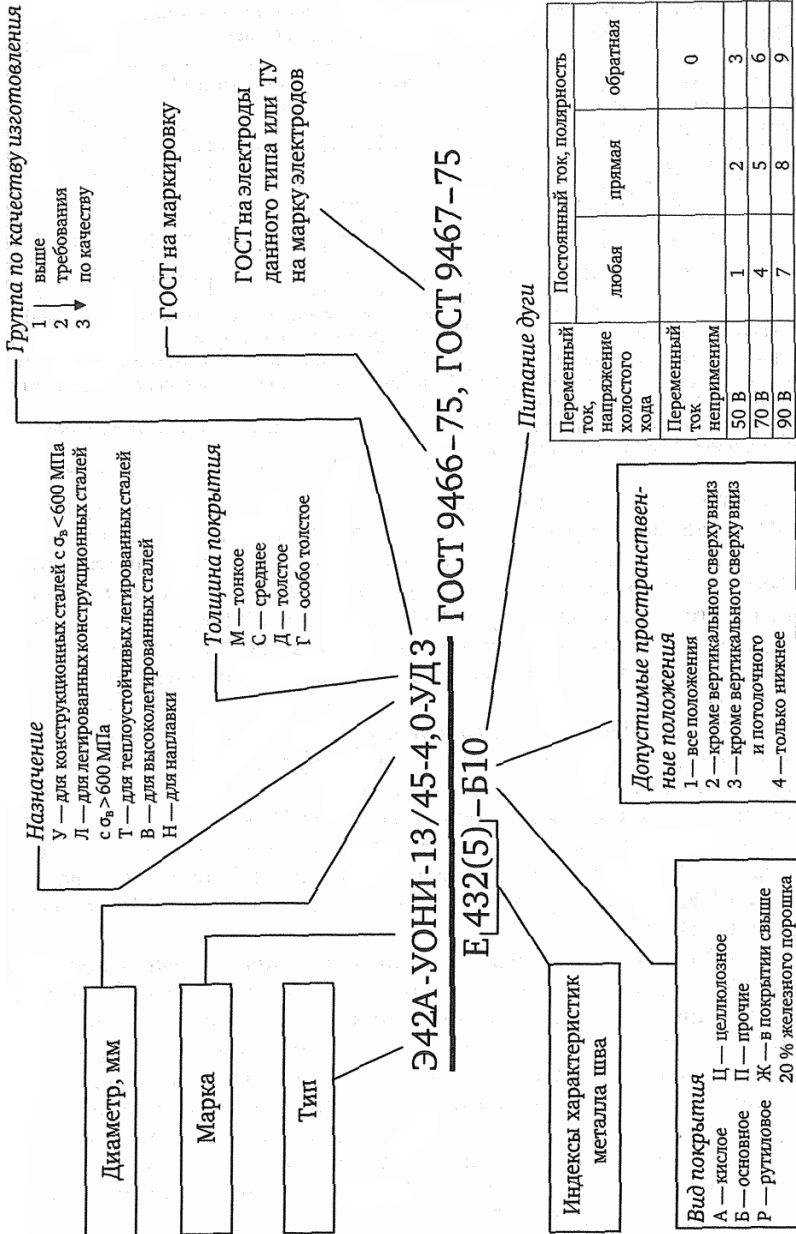 Группа по качеству изготовления
1 выше
2 требования
3 по качеству
ГОСТ на маркировку
ГОСТ на электроды
данного типа или ТУ
на марку электродов
Назначение
У — для конструкционных сталей с σв<600 МПа
Л — для легированных конструкционных сталей
с σв>600 МПа
Т — для теплоустойчивых легированных сталей
В — для высоколегированных сталей
Н — для наплавки
Толщина покрытия
М — тонкое
С — среднее
Д — толстое
Г — особо толстое
Диаметр, мм
Марка
Тип
Э42А-УОНИ-13/45-4,0-УД3
Е 432(5) – Б10
ГОСТ 9466–75, ГОСТ 9467–75
Индексы характеристик
металла шва
Вид покрытия
А — кислое Ц — целлюлозное
Б — основное П — прочие
Р — рутиловое Ж — в покрытии свыше
20 % железного порошка
Допустимые пространствен-
ные положения
1 — все положения
2 — кроме вертикального сверху вниз
3 — кроме вертикального сверху вниз
и потолочного
4 — только нижнее
Питание дуги
Переменный
ток,
напряжение
холостого
хода
Постоянный ток, полярность
любая прямая обратная
Переменный
ток
неприменим
0
50 В 1 2 3
70 В 4 5 6
90 В 7 8 9